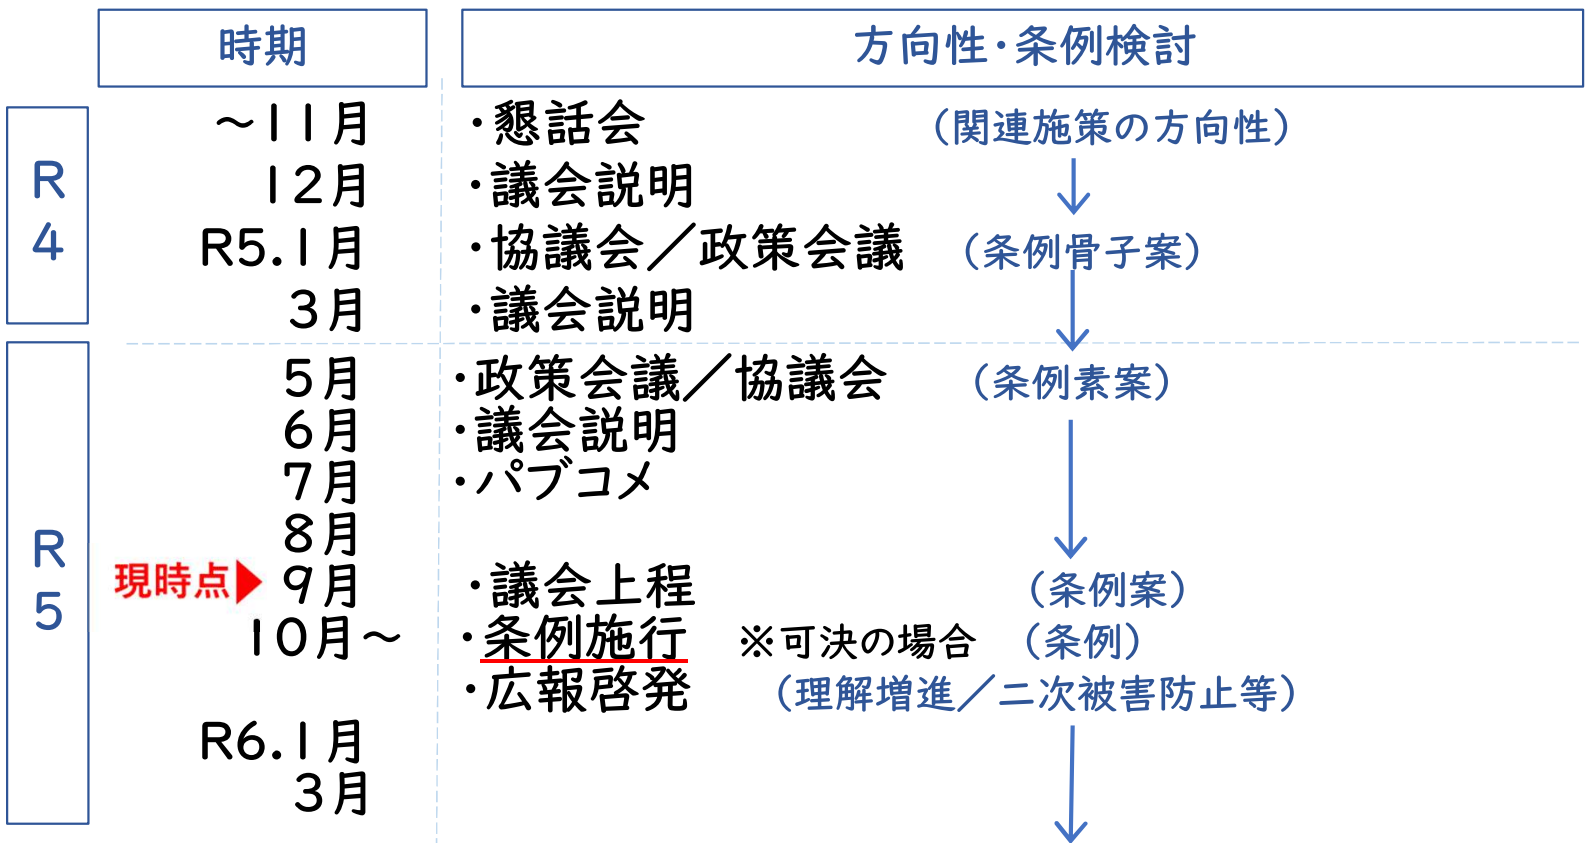 時期 方向性・条例検討
R4
～11月 ・懇話会 （関連施策の方向性）
12月 ・議会説明
R5.1月 ・協議会／政策会議 （条例骨子案）
3月 ・議会説明
R5
5月 ・政策会議／協議会 （条例素案）
6月 ・議会説明
7月 ・パブコメ
8月
現時点▶ 9月 ・議会上程 （条例案）
10月～ ・条例施行 ※可決の場合 （条例）
・広報啓発 （理解増進／二次被害防止等）
R6.1月
3月